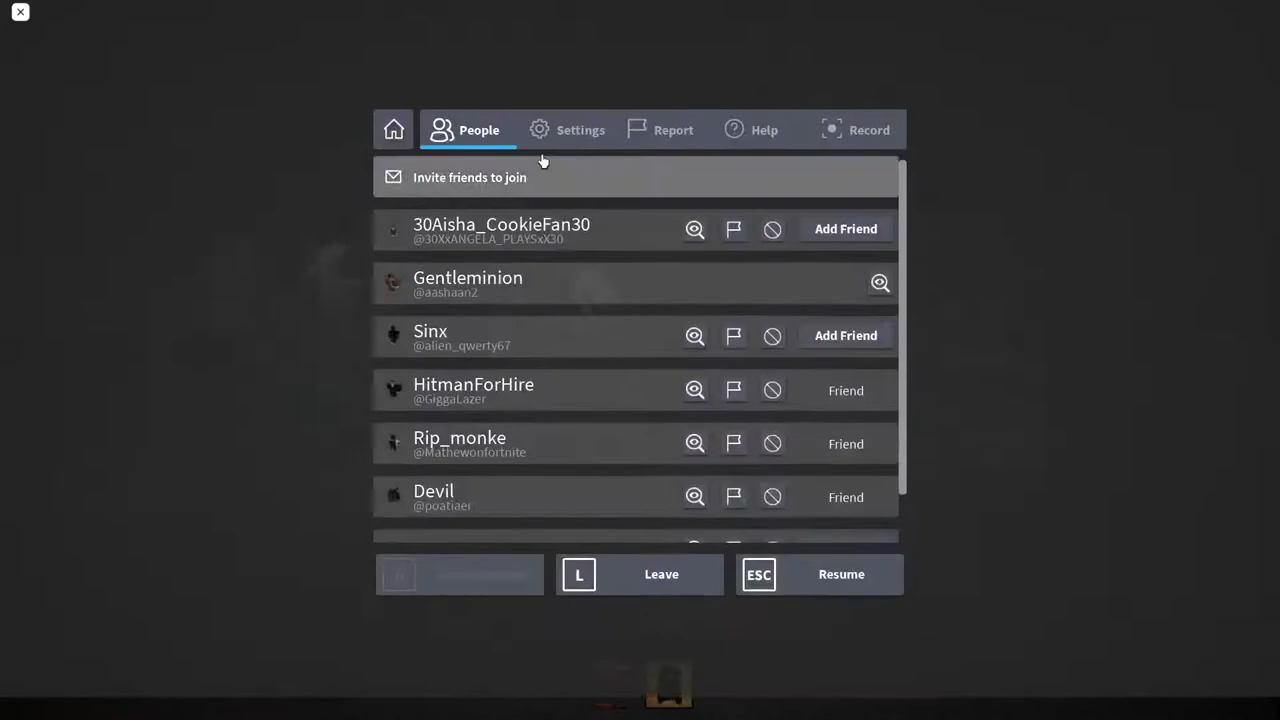 People
Settings
Report
Help
Record
Invite friends to join
30Aisha_CookieFan30
@30XxANGELA_PLAYSxX30
Add Friend
Gentleminion
@aashaan2
Sinx
@alien_qwerty67
Add Friend
HitmanForHire
@GiggaLazer
Friend
Rip_monke
@Mathewonfortnite
Friend
Devil
@poatiaer
Friend
L
Leave
ESC
Resume